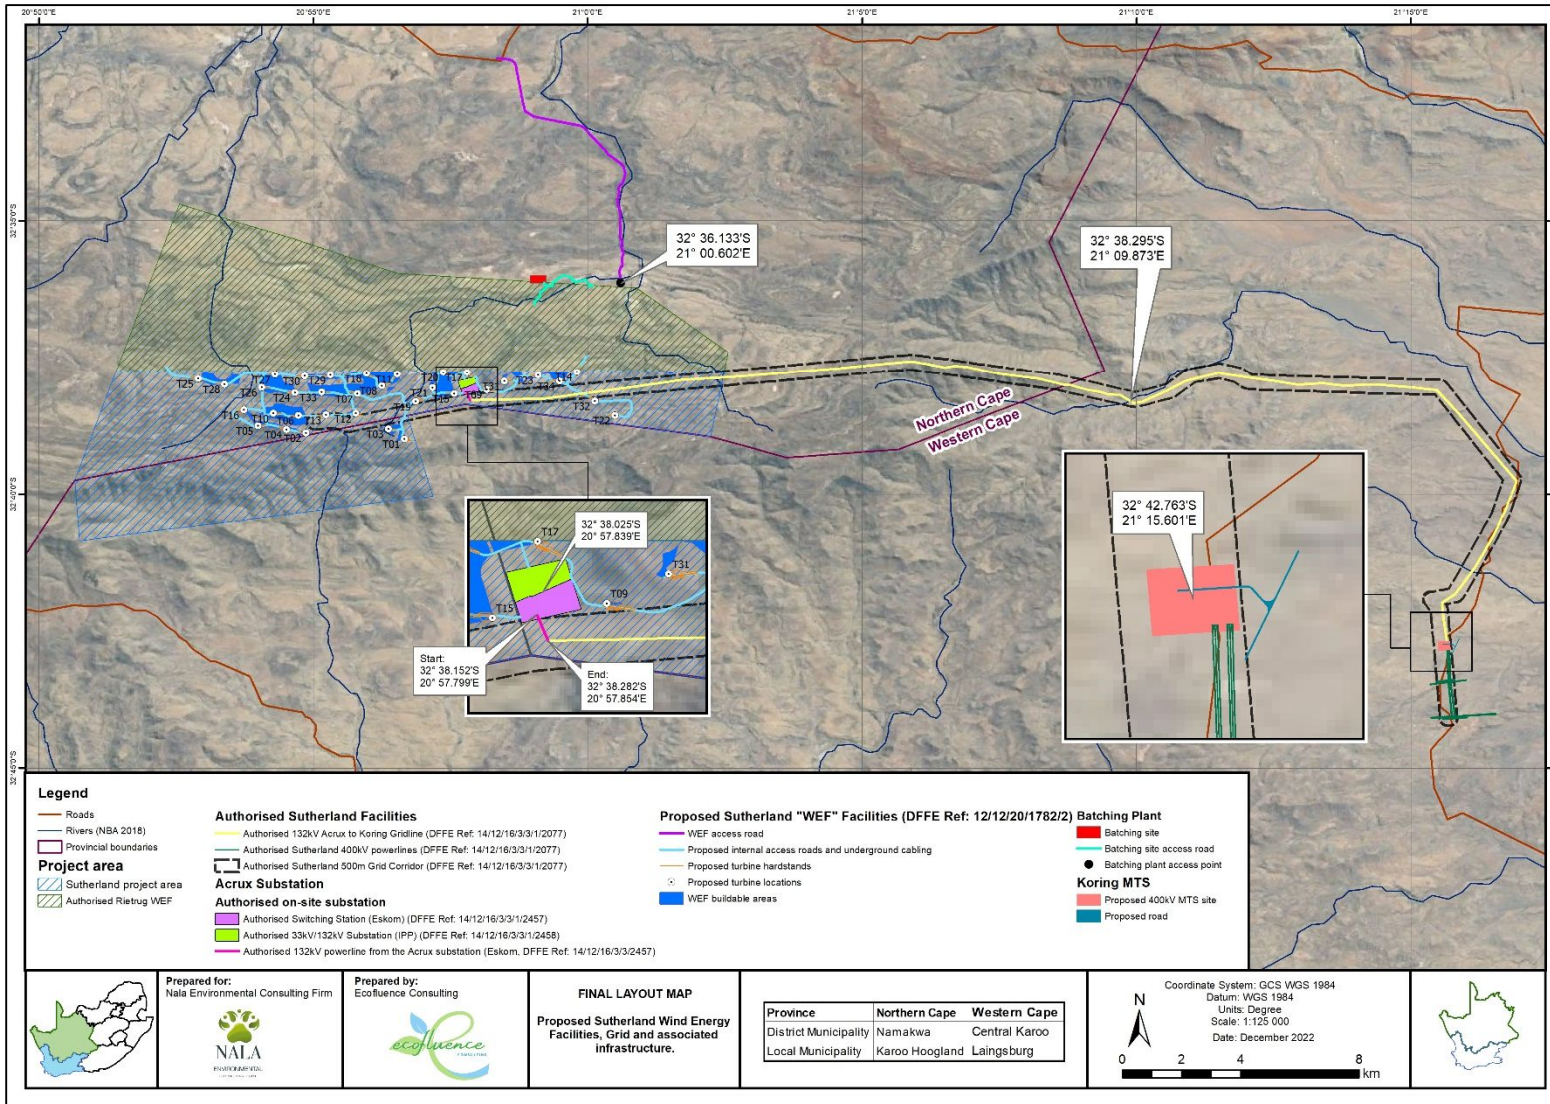 20°50'0"E
20°55'0"E
21°0'0"E
21°5'0"E
21°10'0"E
21°15'0"E
32°35'0"S
32°40'0"S
32°45'0"S
32° 36.133'S
21° 00.602'E
32° 38.295'S
21° 09.873'E
T25
T28
T27
T26
T30
T29
T18
T11
T24
T33
T07
T08
T16
T10
T06
T13
T12
T05
T04
T02
T03
T01
T19
T21
T20
T17
T15
T09
T31
T23
T34
T14
T32
T22
Northern Cape
Western Cape
T17
32° 38.025'S
20° 57.839'E
T31
T09
T15
Start:
32° 38.152'S
20° 57.799'E
End:
32° 38.282'S
20° 57.854'E
32° 42.763'S
21° 15.601'E
Legend
Roads
Rivers (NBA 2018)
Provincial boundaries
Project area
Sutherland project area
Authorised Rietrug WEF
Authorised Sutherland Facilities
Authorised 132kV Acrux to Koring Gridline (DFFE Ref: 14/12/16/3/3/1/2077)
Authorised Sutherland 400kV powerlines (DFFE Ref: 14/12/16/3/3/1/2077)
Authorised Sutherland 500m Grid Corridor (DFFE Ref: 14/12/16/3/3/1/2077)
Acrux Substation
Authorised on-site substation
Authorised Switching Station (Eskom) (DFFE Ref: 14/12/16/3/3/1/2457)
Authorised 33kV/132kV Substation (IPP) (DFFE Ref: 14/12/16/3/3/1/2458)
Authorised 132kV powerline from the Acrux substation (Eskom, DFFE Ref: 14/12/16/3/3/2457)
Proposed Sutherland "WEF" Facilities (DFFE Ref: 12/12/20/1782/2)
WEF access road
Proposed internal access roads and underground cabling
Proposed turbine hardstands
Proposed turbine locations
WEF buildable areas
Batching Plant
Batching site
Batching site access road
Batching plant access point
Koring MTS
Proposed 400kV MTS site
Proposed road
Prepared for:
Nala Environmental Consulting Firm
NALA
ENVIRONMENTAL
Prepared by:
Ecofluence Consulting
ecofluence
FINAL LAYOUT MAP
Proposed Sutherland Wind Energy
Facilities, Grid and associated
infrastructure.
Province Northern Cape Western Cape
District Municipality Namakwa Central Karoo
Local Municipality Karoo Hoogland Laingsburg
N
0 2 4 8
km
Coordinate System: GCS WGS 1984
Datum: WGS 1984
Units: Degree
Scale: 1:125 000
Date: December 2022